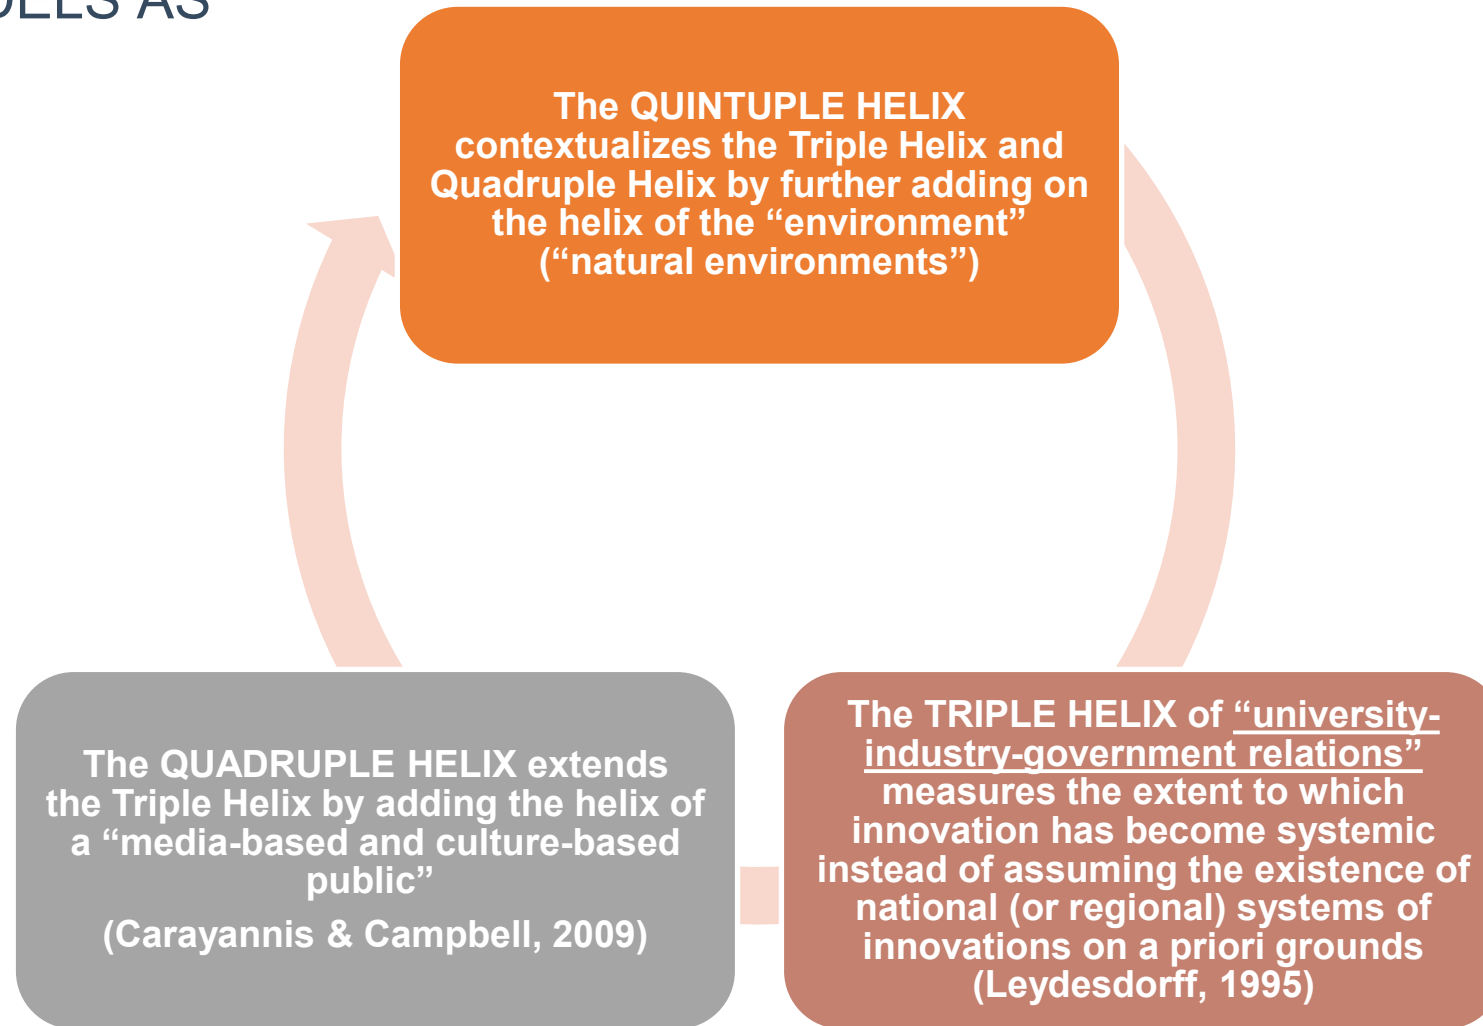 The QUINTUPLE HELIX
contextualizes the Triple Helix and
Quadruple Helix by further adding on
the helix of the “environment”
(“natural environments”)
The QUADRUPLE HELIX extends
the Triple Helix by adding the helix of
a “media-based and culture-based
public”
(Carayannis & Campbell, 2009)
The TRIPLE HELIX of “university-
industry-government relations”
measures the extent to which
innovation has become systemic
instead of assuming the existence of
national (or regional) systems of
innovations on a priori grounds
(Leydesdorff, 1995)